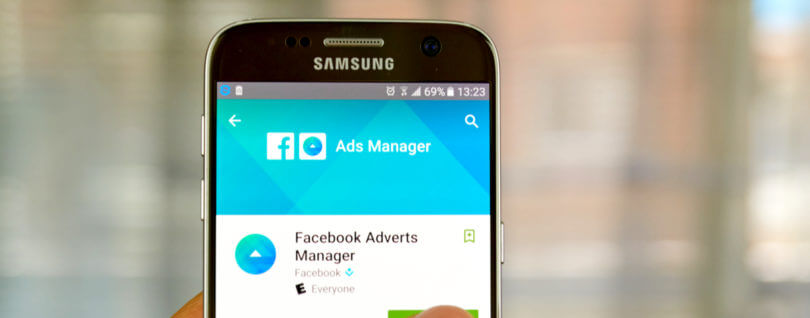 SAMSUNG
69% 13:23
f Ads Manager
Facebook Adverts
Manager
Facebook
E Everyone